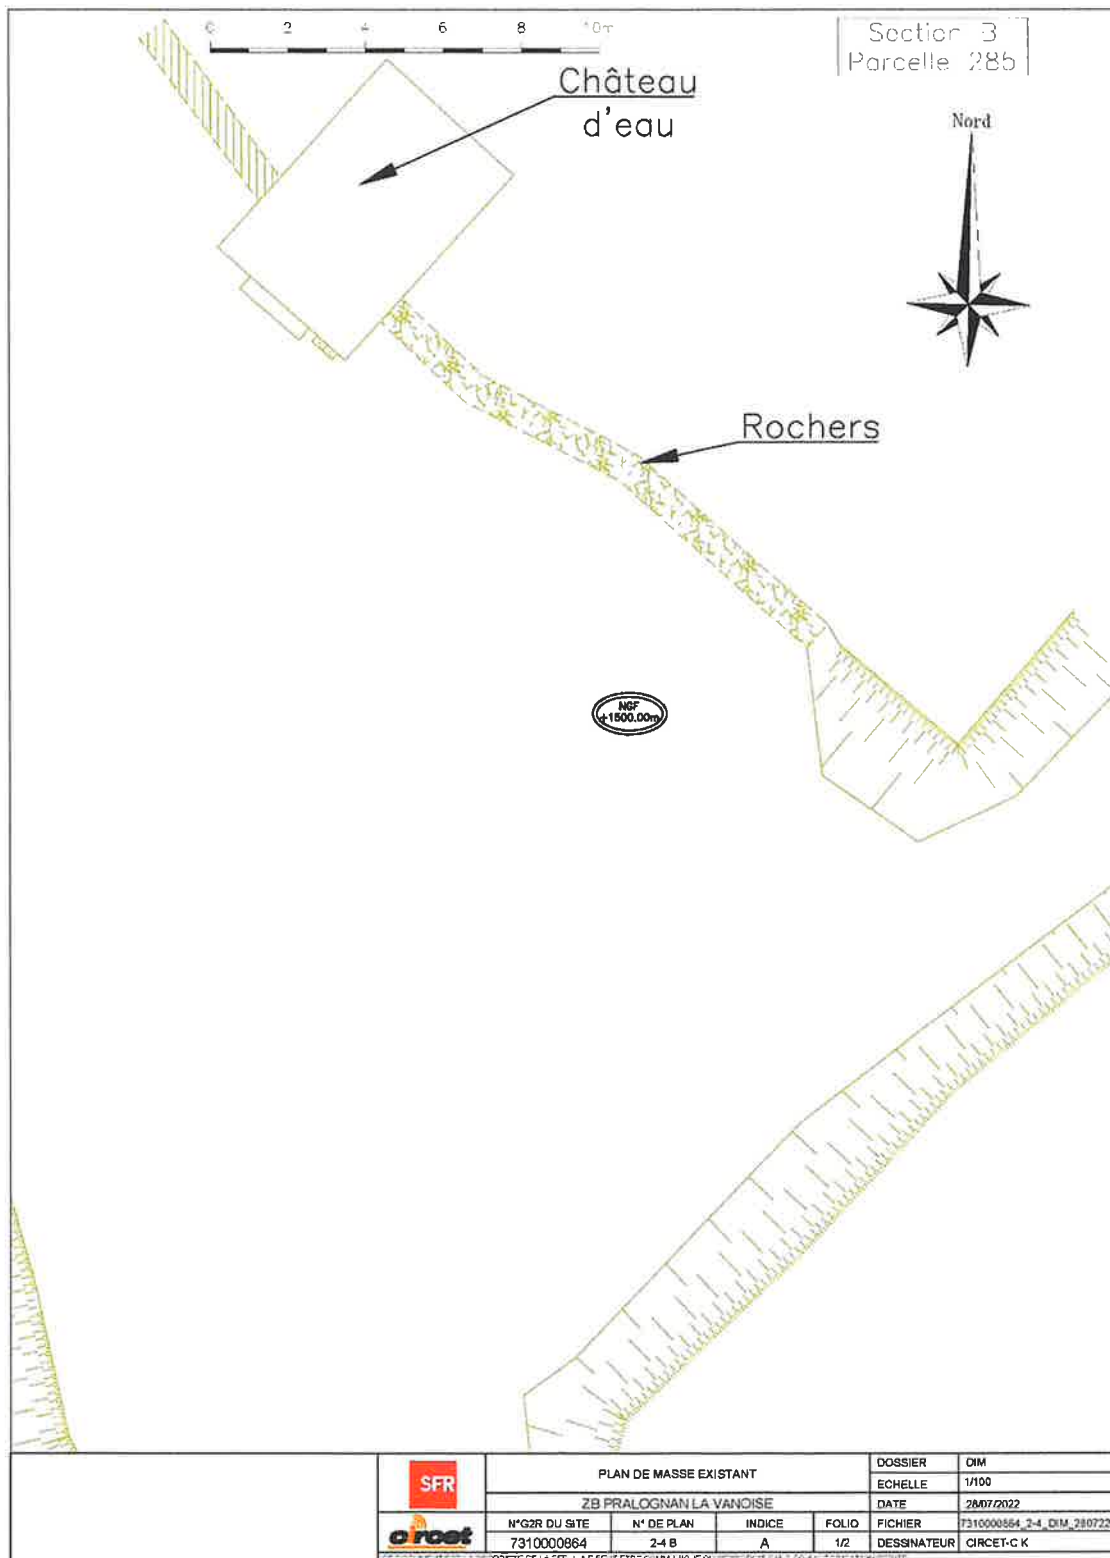 0 2 4 6 8 10m
Section B
Parcelle 285
Château
d'eau
Nord
Rochers
NGF
+1500.00m
SFR
circet
PLAN DE MASSE EXISTANT
ZB PRALOGNAN LA VANOISE
N°G2R DU SITE N° DE PLAN INDICE FOLIO
7310000864 2-4 B A 1/2
DOSSIER DIM
ECHELLE 1/100
DATE 28/07/2022
FICHIER 7310000864_2-4_DIM_280722
DESSINATEUR CIRCET-C K